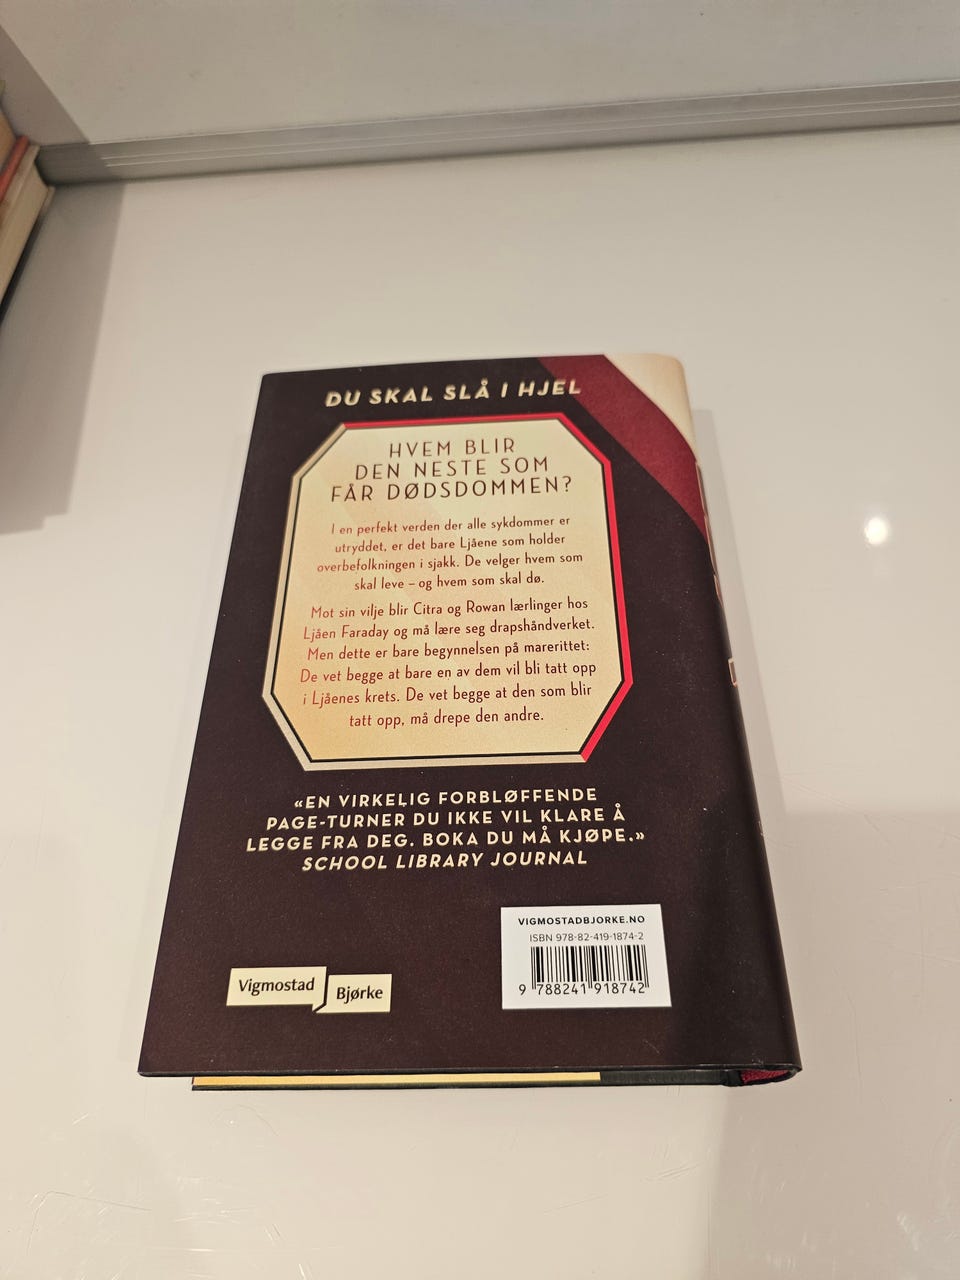 DU SKAL SLÅ I HJEL
HVEM BLIR
DEN NESTE SOM
FÅR DØDSDOMMEN?
I en perfekt verden der alle sykdommer er
utryddet, er det bare Ljåene som holder
overbefolkningen i sjakk. De velger hvem som
skal leve – og hvem som skal dø.
Mot sin vilje blir Citra og Rowan lærlinger hos
Ljåen Faraday og må lære seg drapshåndverket.
Men dette er bare begynnelsen på marerittet:
De vet begge at bare en av dem vil bli tatt opp
i Ljåenes krets. De vet begge at den som blir
tatt opp, må drepe den andre.
«EN VIRKELIG FORBLØFFENDE
PAGE-TURNER DU IKKE VIL KLARE Å
LEGGE FRA DEG. BOKA DU MÅ KJØPE.»
SCHOOL LIBRARY JOURNAL
VIGMOSTADBJORKE.NO
ISBN 978-82-419-1874-2
9 788241 918742
Vigmostad
Bjørke